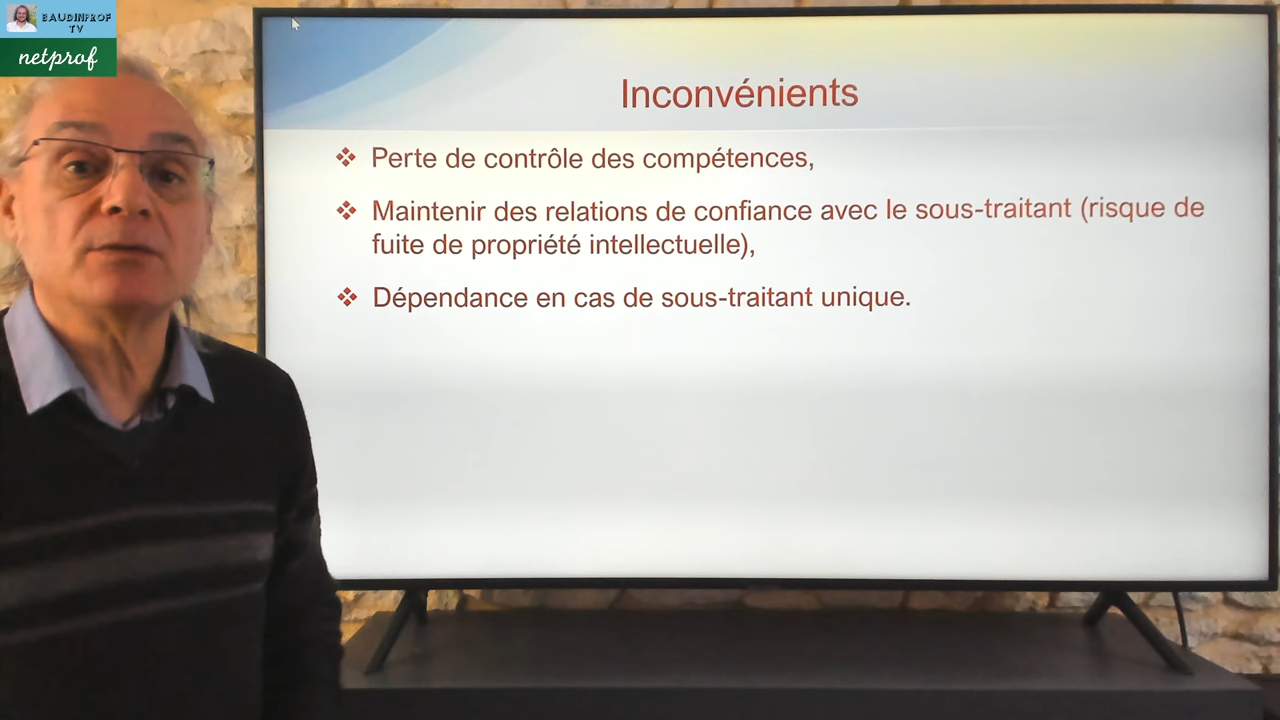 BAUDINPROF
TV
netprof
Inconvénients
❖ Perte de contrôle des compétences,
❖ Maintenir des relations de confiance avec le sous-traitant (risque de
fuite de propriété intellectuelle),
❖ Dépendance en cas de sous-traitant unique.